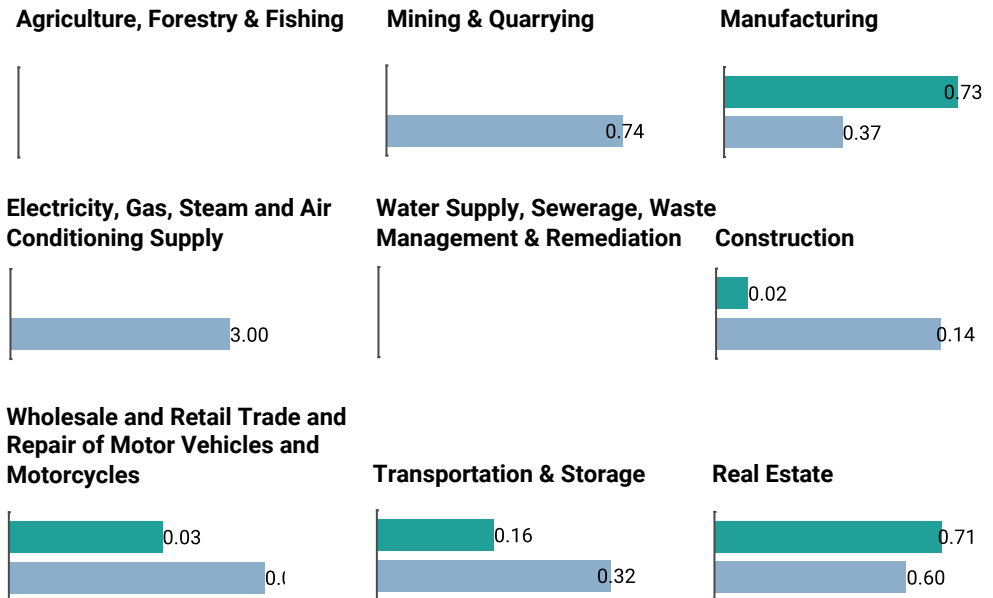 Agriculture, Forestry & Fishing
Mining & Quarrying
Manufacturing
0.73
0.74
0.37
Electricity, Gas, Steam and Air
Conditioning Supply
Water Supply, Sewerage, Waste
Management & Remediation
Construction
0.02
3.00
0.14
Wholesale and Retail Trade and
Repair of Motor Vehicles and
Motorcycles
Transportation & Storage
Real Estate
0.03
0.16
0.71
0.32
0.60